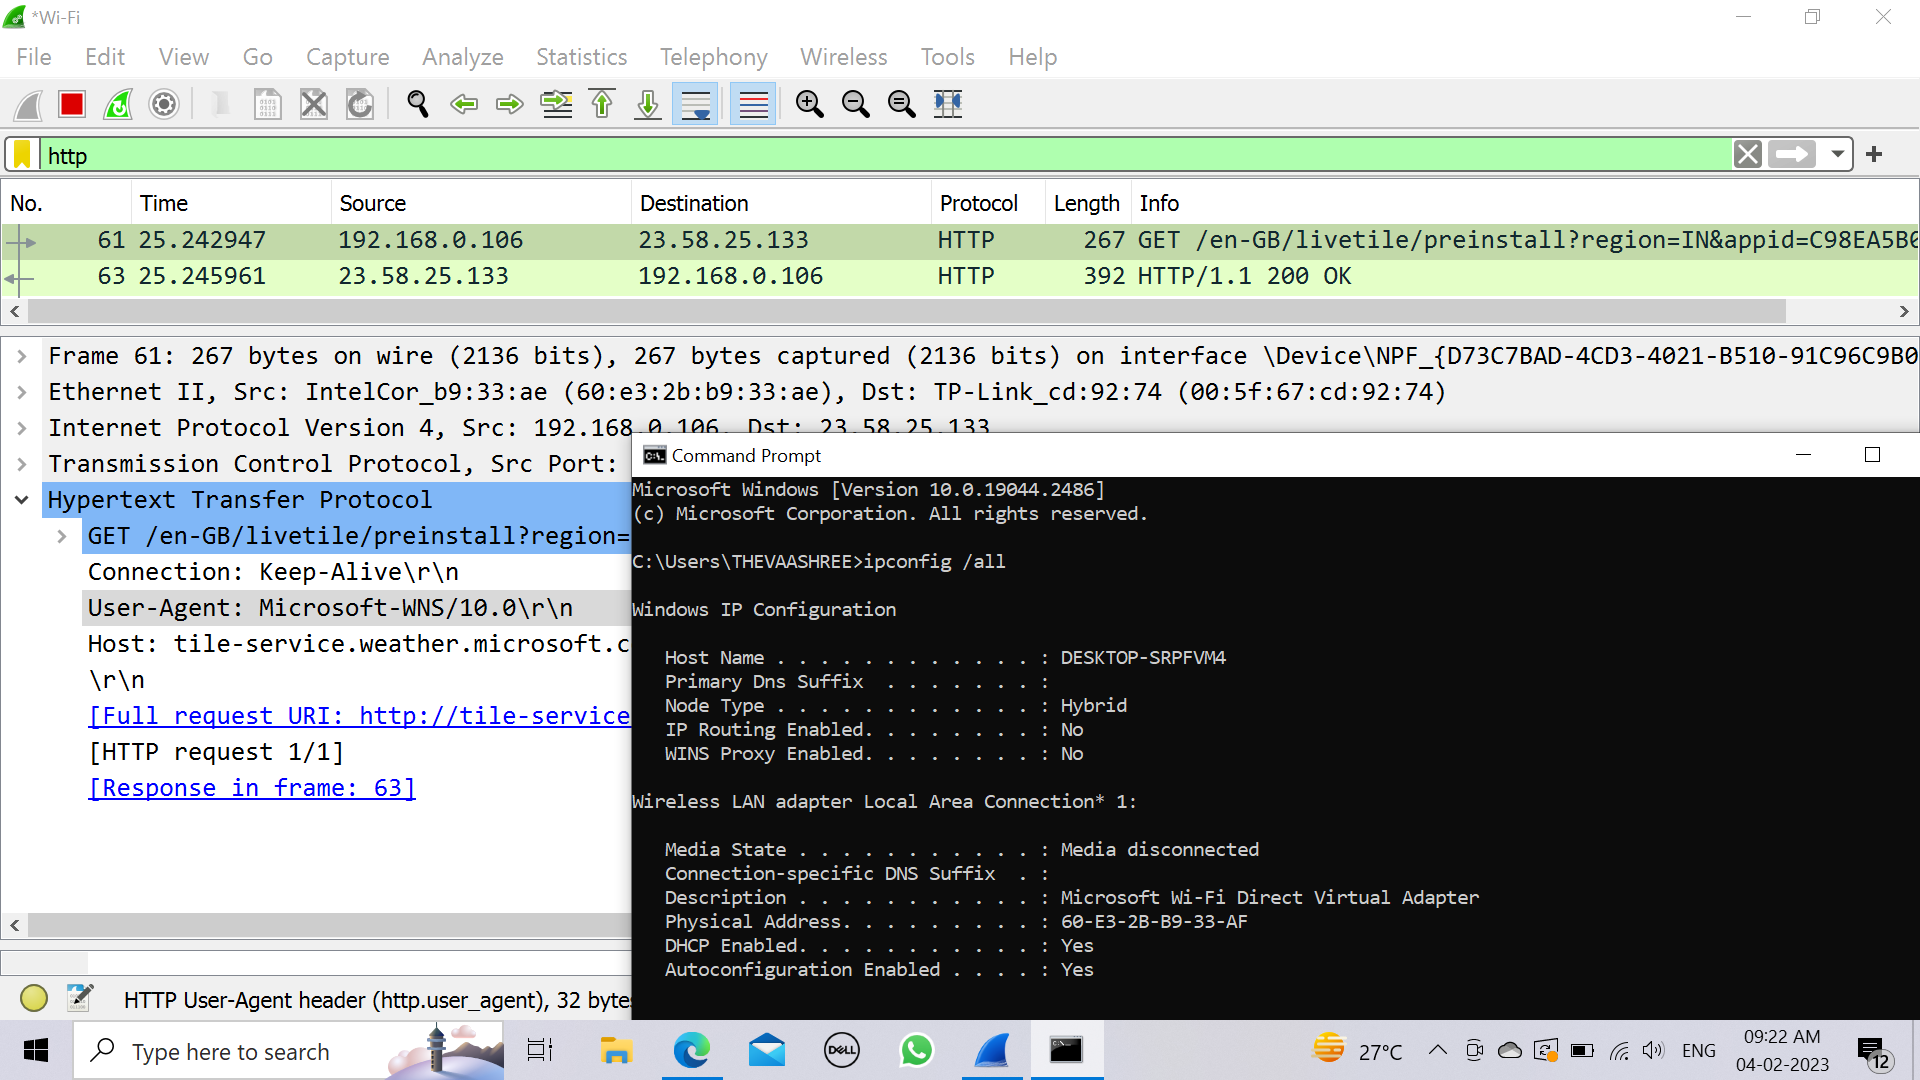 *Wi-Fi
File Edit View Go Capture Analyze Statistics Telephony Wireless Tools Help
http
No. Time Source Destination Protocol Length Info
61 25.242947 192.168.0.106 23.58.25.133 HTTP 267 GET /en-GB/livetile/preinstall?region=IN&appid=C98EA5B0
63 25.245961 23.58.25.133 192.168.0.106 HTTP 392 HTTP/1.1 200 OK
Frame 61: 267 bytes on wire (2136 bits), 267 bytes captured (2136 bits) on interface \Device\NPF_{D73C7BAD-4CD3-4021-B510-91C96C9B0
Ethernet II, Src: IntelCor_b9:33:ae (60:e3:2b:b9:33:ae), Dst: TP-Link_cd:92:74 (00:5f:67:cd:92:74)
Internet Protocol Version 4, Src: 192.168.0.106, Dst: 23.58.25.133
Transmission Control Protocol, Src Port:
Hypertext Transfer Protocol
GET /en-GB/livetile/preinstall?region=
Connection: Keep-Alive\r\n
User-Agent: Microsoft-WNS/10.0\r\n
Host: tile-service.weather.microsoft.c
\r\n
[Full request URI: http://tile-service
[HTTP request 1/1]
[Response in frame: 63]
HTTP User-Agent header (http.user_agent), 32 bytes
Command Prompt
Microsoft Windows [Version 10.0.19044.2486]
(c) Microsoft Corporation. All rights reserved.
C:\Users\THEVAASHREE>ipconfig /all
Windows IP Configuration
Host Name . . . . . . . . . . . . : DESKTOP-SRPFVM4
Primary Dns Suffix  . . . . . . . :
Node Type . . . . . . . . . . . . : Hybrid
IP Routing Enabled. . . . . . . . : No
WINS Proxy Enabled. . . . . . . . : No
Wireless LAN adapter Local Area Connection* 1:
Media State . . . . . . . . . . . : Media disconnected
Connection-specific DNS Suffix  . :
Description . . . . . . . . . . . : Microsoft Wi-Fi Direct Virtual Adapter
Physical Address. . . . . . . . . : 60-E3-2B-B9-33-AF
DHCP Enabled. . . . . . . . . . . : Yes
Autoconfiguration Enabled . . . . : Yes
Type here to search
DELL
27°C
ENG
09:22 AM
04-02-2023
12